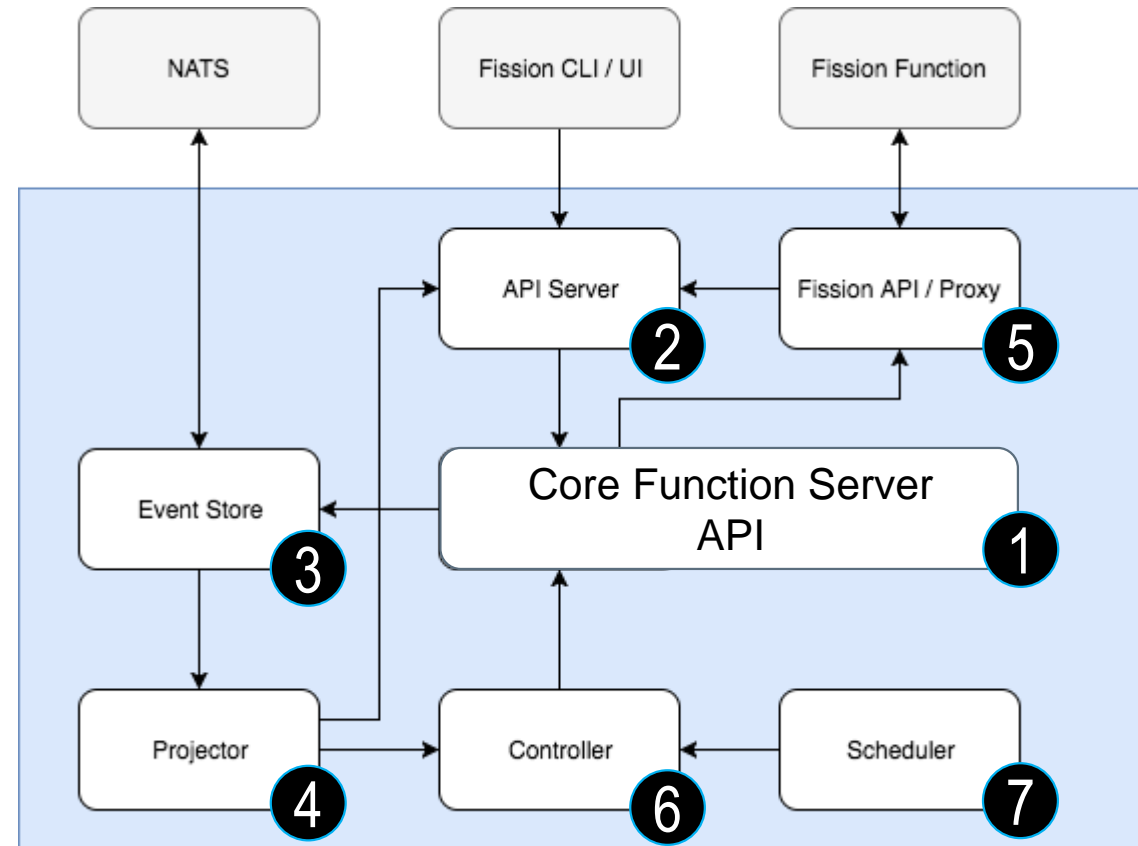 NATS
Fission CLI / UI
Fission Function
API Server
2
Fission API / Proxy
5
Event Store
3
Core Function Server
API
1
Projector
4
Controller
6
Scheduler
7